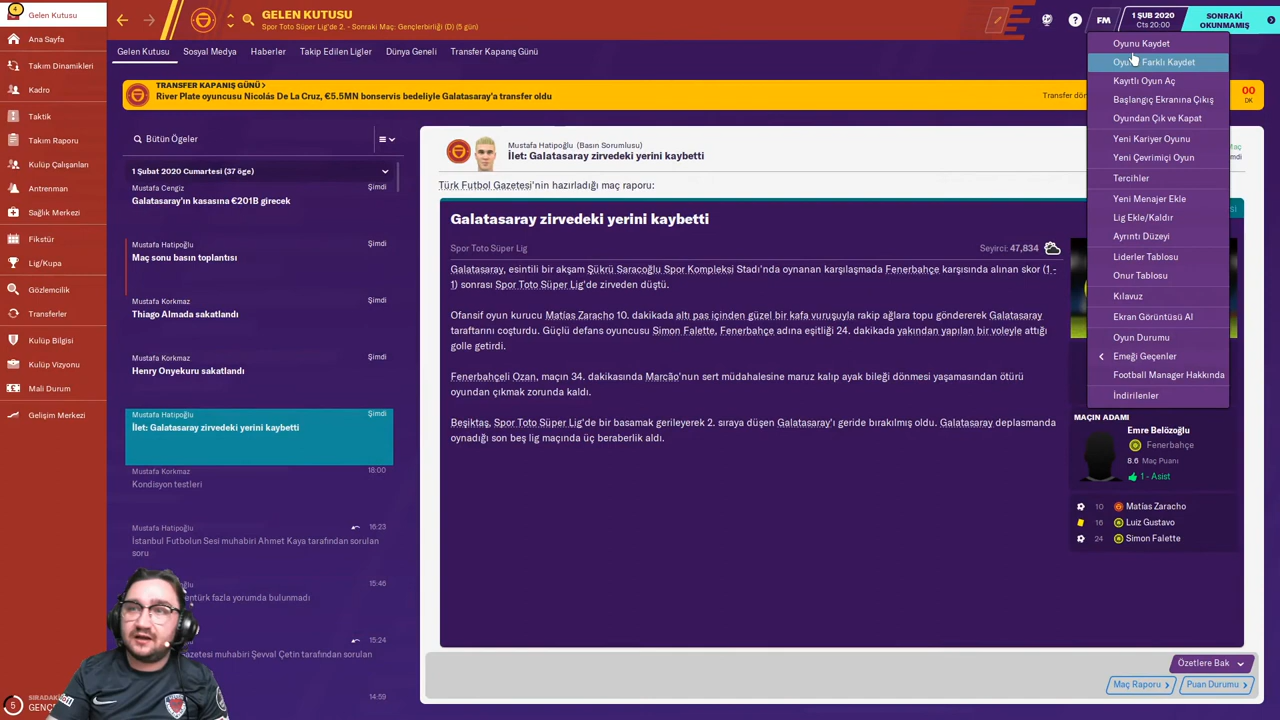 4
Gelen Kutusu
Ana Sayfa
Takım Dinamikleri
Kadro
Taktik
Takım Raporu
Kulüp Çalışanları
Antrenman
Sağlık Merkezi
Fikstür
Lig/Kupa
Gözlemcilik
Transferler
Kulüp Bilgisi
Kulüp Vizyonu
Mali Durum
Gelişim Merkezi
5
GELEN KUTUSU
Spor Toto Süper Lig'de 2. - Sonraki Maç: Gençlerbirliği (D) (5 gün)
FM
1 ŞUB 2020
Cts 20:00
SONRAKİ
OKUNMAMIŞ
Gelen Kutusu
Sosyal Medya
Haberler
Takip Edilen Ligler
Dünya Geneli
Transfer Kapanış Günü
TRANSFER KAPANIŞ GÜNÜ
River Plate oyuncusu Nicolás De La Cruz, €5.5MN bonservis bedeliyle Galatasaray'a transfer oldu
00
DK
Bütün Ögeler
1 Şubat 2020 Cumartesi (37 öge)
Mustafa Cengiz Şimdi
Galatasaray'ın kasasına €201B girecek
Mustafa Hatipoğlu Şimdi
Maç sonu basın toplantısı
Mustafa Korkmaz Şimdi
Thiago Almada sakatlandı
Mustafa Korkmaz Şimdi
Henry Onyekuru sakatlandı
Mustafa Hatipoğlu Şimdi
İlet: Galatasaray zirvedeki yerini kaybetti
Mustafa Korkmaz 18:00
Kondisyon testleri
Mustafa Hatipoğlu 16:23
İstanbul Futbolun Sesi muhabiri Ahmet Kaya tarafından sorulan
soru
15:46
fazla yorumda bulunmadı
15:24
muhabiri Şevval Çetin tarafından sorulan
14:59
Mustafa Hatipoğlu (Basın Sorumlusu)
İlet: Galatasaray zirvedeki yerini kaybetti
Türk Futbol Gazetesi'nin hazırladığı maç raporu:
Galatasaray zirvedeki yerini kaybetti
Spor Toto Süper Lig
Seyirci: 47,834
Galatasaray, esintili bir akşam Şükrü Saracoğlu Spor Kompleksi Stadı'nda oynanan karşılaşmada Fenerbahçe karşısında alınan skor (1 -
1) sonrası Spor Toto Süper Lig'de zirveden düştü.
Ofansif oyun kurucu Matías Zaracho 10. dakikada altı pas içinden güzel bir kafa vuruşuyla rakip ağlara topu göndererek Galatasaray
taraftarını coşturdu. Güçlü defans oyuncusu Simon Falette, Fenerbahçe adına eşitliği 24. dakikada yakından yapılan bir voleyle attığı
golle getirdi.
Fenerbahçeli Ozan, maçın 34. dakikasında Marcão'nun sert müdahalesine maruz kalıp ayak bileği dönmesi yaşamasından ötürü
oyundan çıkmak zorunda kaldı.
Beşiktaş, Spor Toto Süper Lig'de bir basamak gerileyerek 2. sıraya düşen Galatasaray'ı geride bırakılmış oldu. Galatasaray deplasmanda
oynadığı son beş lig maçında üç beraberlik aldı.
Oyunu Kaydet
Farklı Kaydet
Kayıtlı Oyun Aç
Başlangıç Ekranına Çıkış
Oyundan Çık ve Kapat
Yeni Kariyer Oyunu
Yeni Çevrimiçi Oyun
Tercihler
Yeni Menajer Ekle
Lig Ekle/Kaldır
Ayrıntı Düzeyi
Liderler Tablosu
Onur Tablosu
Kılavuz
Ekran Görüntüsü Al
Oyun Durumu
Emeği Geçenler
Football Manager Hakkında
İndirilenler
MAÇIN ADAMI
Emre Belözoğlu
Fenerbahçe
8.6 Maç Puanı
1 - Asist
10 Matías Zaracho
16 Luiz Gustavo
24 Simon Falette
Özetlere Bak
Maç Raporu
Puan Durumu